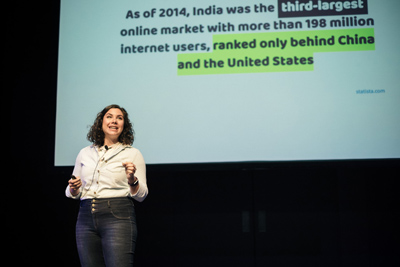 As of 2014, India was the third-largest
online market with more than 198 million
internet users, ranked only behind China
and the United States
statista.com